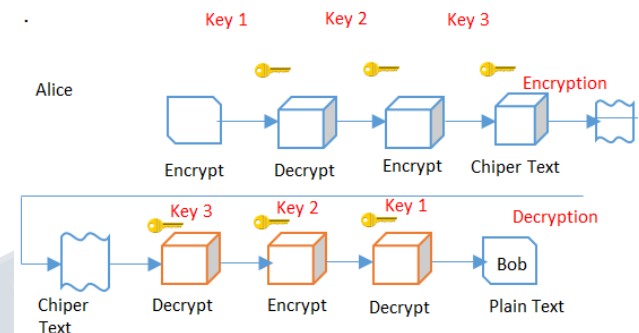 .
Key 1 Key 2 Key 3
Alice
Encryption
Encrypt Decrypt Encrypt Chiper Text
Key 3 Key 2 Key 1
Decryption
Bob
Chiper Text
Decrypt Encrypt Decrypt Plain Text